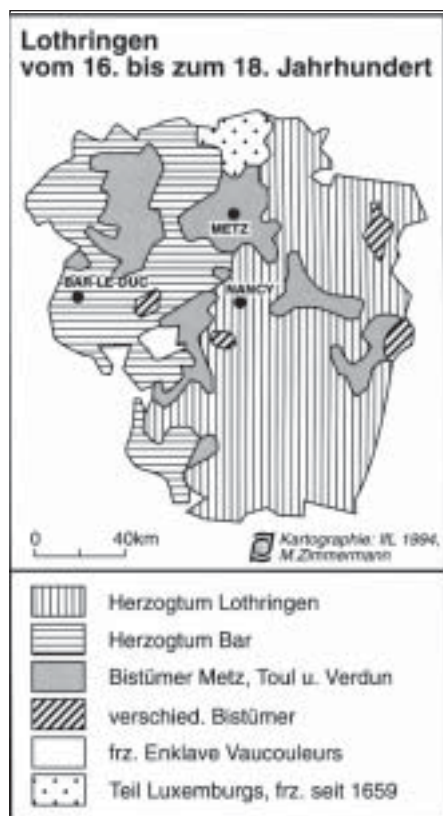 Lothringen
vom 16. bis zum 18. Jahrhundert
METZ
BAR-LE-DUC
NANCY
0 40km
Kartographie: IfL 1994,
M.Zimmermann
Herzogtum Lothringen
Herzogtum Bar
Bistümer Metz, Toul u. Verdun
verschied. Bistümer
frz. Enklave Vaucouleurs
Teil Luxemburgs, frz. seit 1659